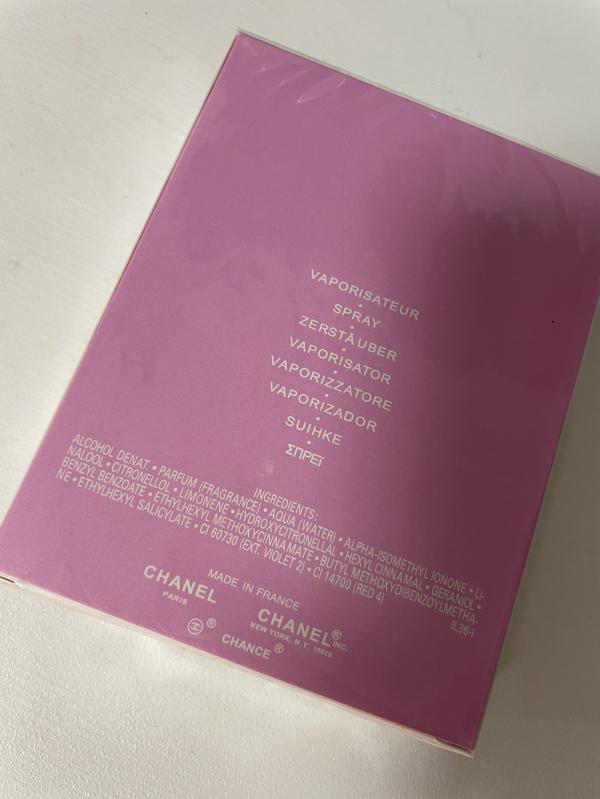 VAPORISATEUR
•
SPRAY
•
ZERSTÄUBER
•
VAPORISATOR
•
VAPORIZZATORE
•
VAPORIZADOR
•
SUIHKE
•
ΣΠΡΕΪ
INGREDIENTS:
ALCOHOL DENAT. • PARFUM (FRAGRANCE) • AQUA (WATER) • ALPHA-ISOMETHYL IONONE • LI-
NALOOL • CITRONELLOL • LIMONENE • HYDROXYCITRONELLAL • HEXYL CINNAMAL • GERANIOL •
BENZYL BENZOATE • ETHYLHEXYL METHOXYCINNAMATE • BUTYL METHOXYDIBENZOYLMETHA-
NE • ETHYLHEXYL SALICYLATE • CI 60730 (EXT. VIOLET 2) • CI 14700 (RED 4)
IL36-I
MADE IN FRANCE
CHANEL
PARIS
CHANEL® INC.
NEW YORK, N.Y. 10019
®
CHANCE®